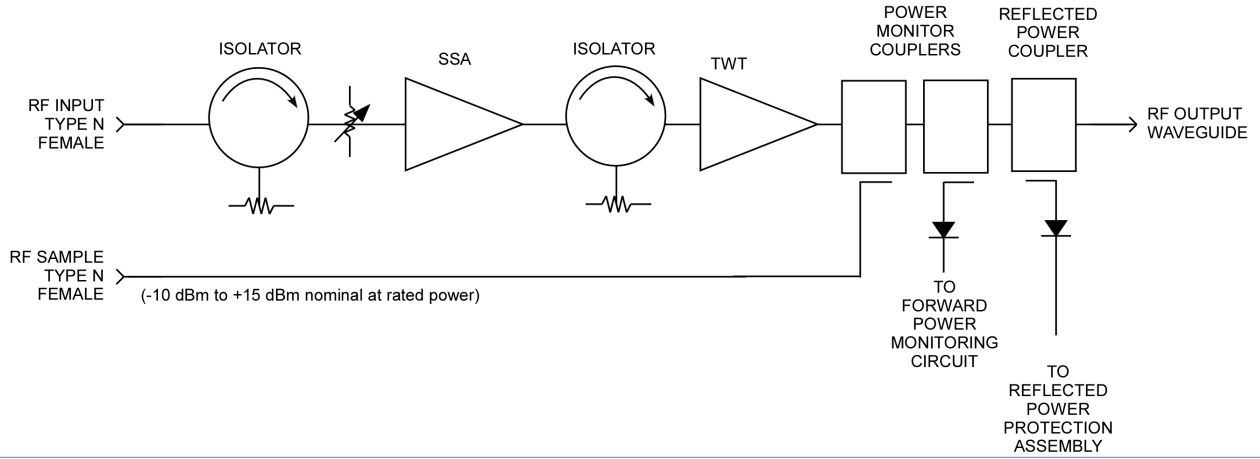 POWER
MONITOR
COUPLERS
REFLECTED
POWER
COUPLER
ISOLATOR
SSA
ISOLATOR
TWT
RF INPUT
TYPE N
FEMALE
RF OUTPUT
WAVEGUIDE
RF SAMPLE
TYPE N
FEMALE
(-10 dBm to +15 dBm nominal at rated power)
TO
FORWARD
POWER
MONITORING
CIRCUIT
TO
REFLECTED
POWER
PROTECTION
ASSEMBLY